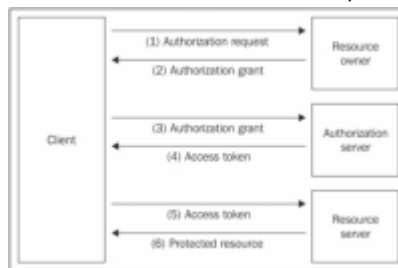 (1) Authorization request
Resource
owner
(2) Authorization grant
(3) Authorization grant
Client
Authorization
server
(4) Access token
(5) Access token
Resource
server
(6) Protected resource